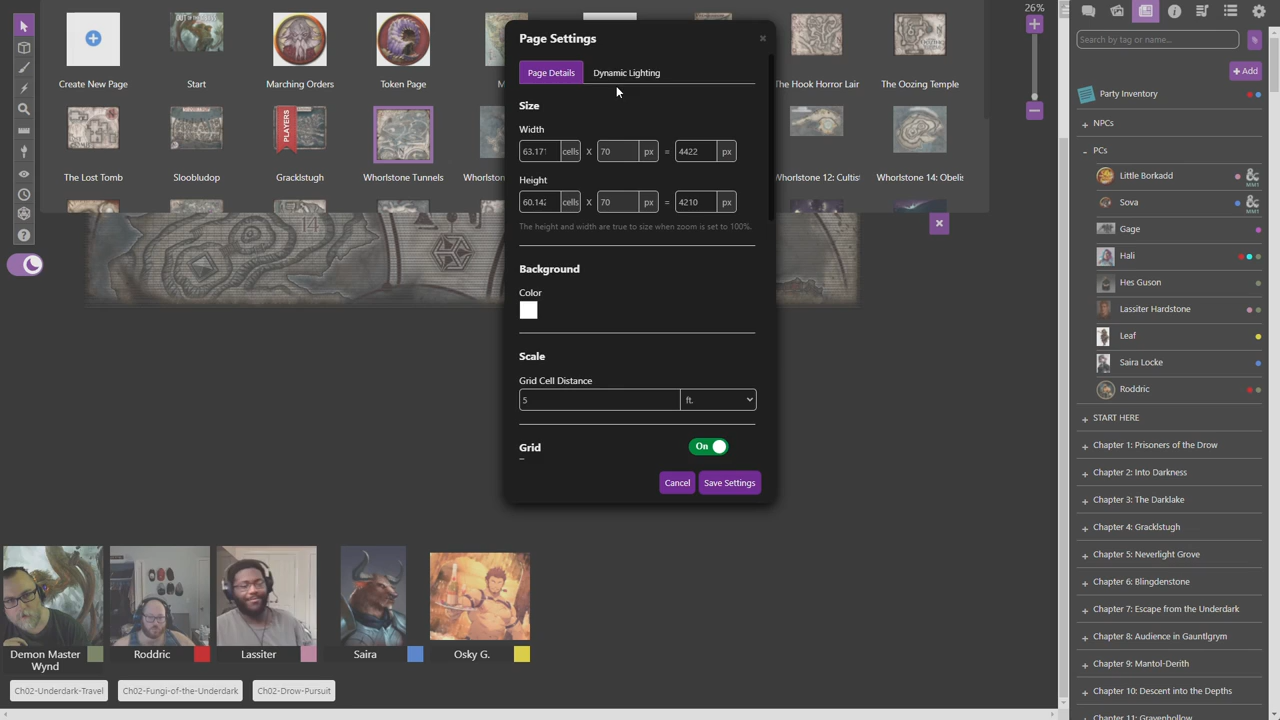 Create New Page
Start
Marching Orders
Token Page
The Hook Horror Lair
The Oozing Temple
PLAYERS
The Lost Tomb
Sloobludop
Gracklstugh
Whorlstone Tunnels
Whorlstone 14: Obelis
Page Settings
×
Page Details
Dynamic Lighting
Size
Width
cells
X
70
px
=
4422
px
Height
cells
X
70
px
=
4210
px
The height and width are true to size when zoom is set to 100%.
Background
Color
Scale
Grid Cell Distance
5
ft.
Grid
On
Cancel
Save Settings
26%
Search by tag or name...
+ Add
Party Inventory
+ NPCs
- PCs
Little Borkadd
MM1
Sova
MM1
Gage
Hali
Hes Guson
Lassiter Hardstone
Leaf
Saira Locke
Roddric
+ START HERE
+ Chapter 1: Prisoners of the Drow
+ Chapter 2: Into Darkness
+ Chapter 3: The Darklake
+ Chapter 4: Gracklstugh
+ Chapter 5: Neverlight Grove
+ Chapter 6: Blingdenstone
+ Chapter 7: Escape from the Underdark
+ Chapter 8: Audience in Gauntlgrym
+ Chapter 9: Mantol-Derith
+ Chapter 10: Descent into the Depths
Demon Master
Wynd
Roddric
Lassiter
Saira
Osky G.
Ch02-Underdark-Travel
Ch02-Fungi-of-the-Underdark
Ch02-Drow-Pursuit